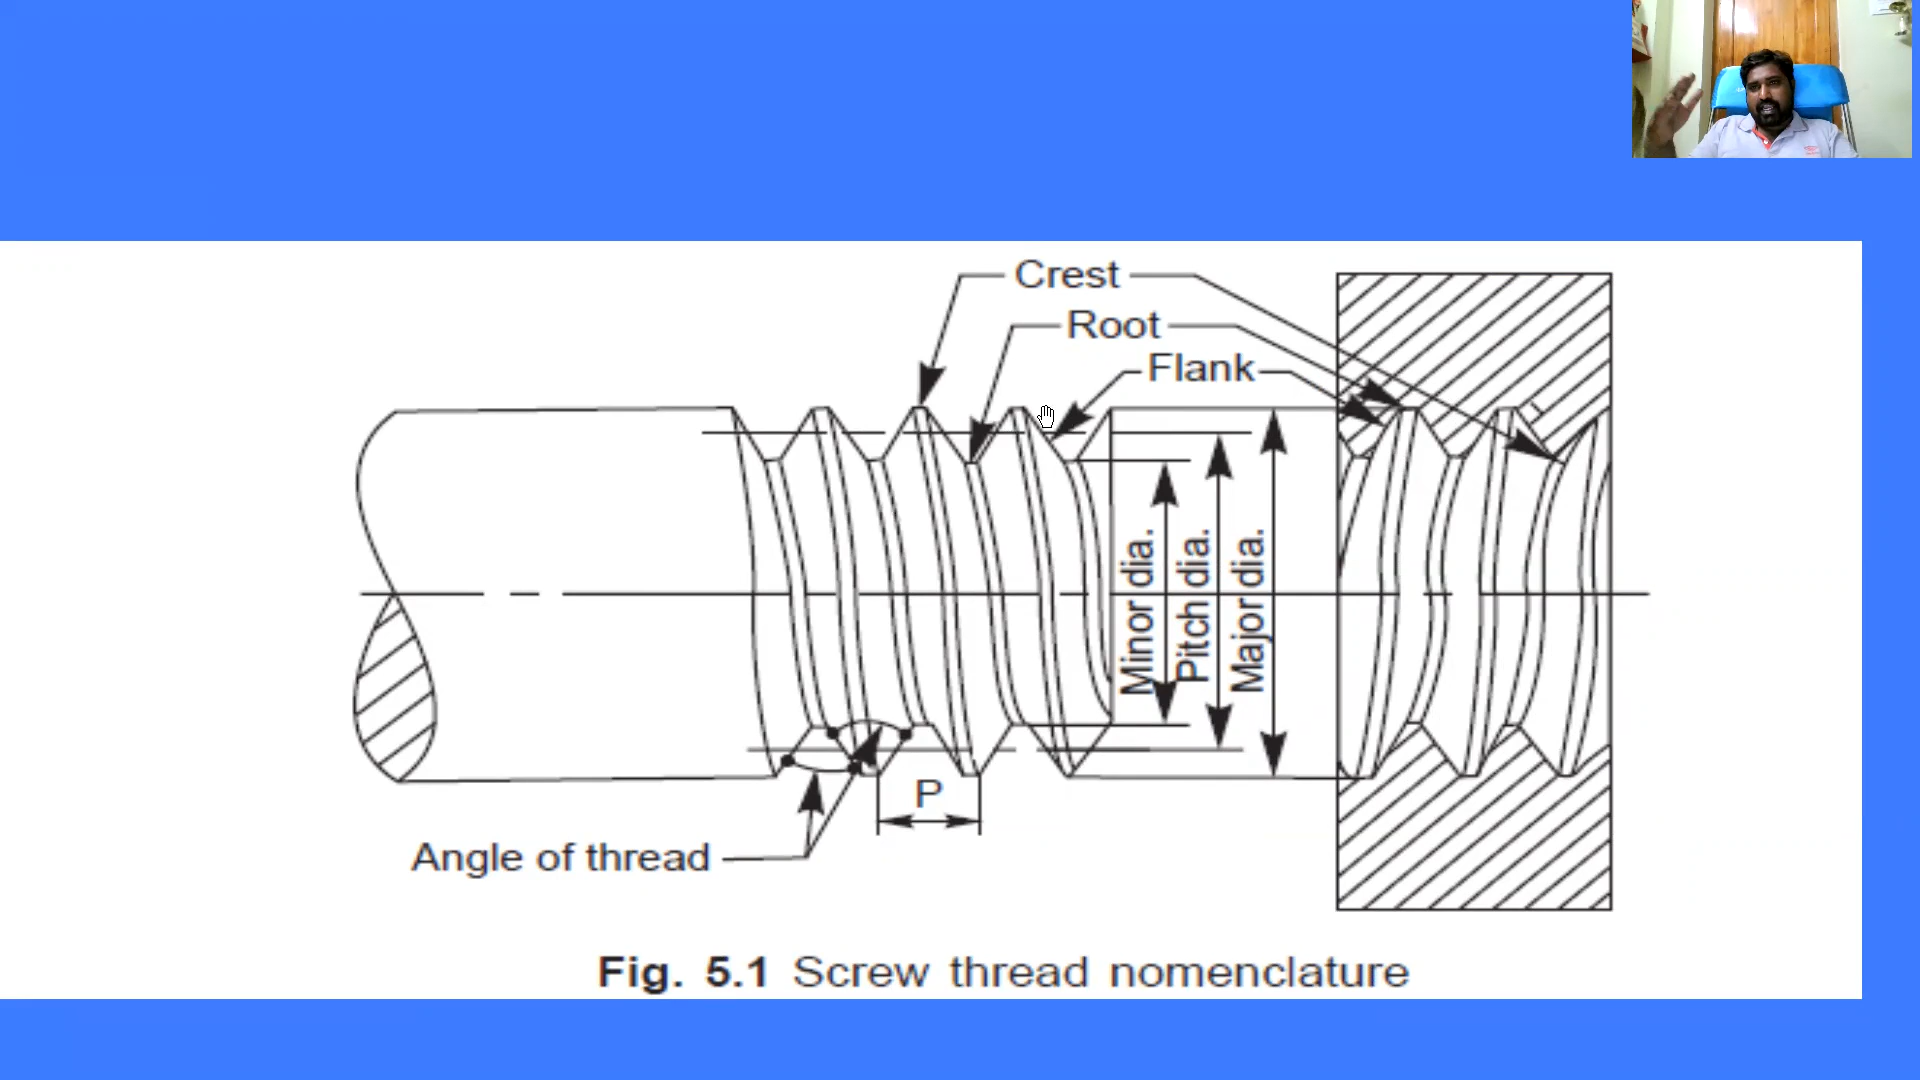 Crest
Root
Flank
Minor dia.
Pitch dia.
Major dia.
P
Angle of thread
Fig. 5.1 Screw thread nomenclature